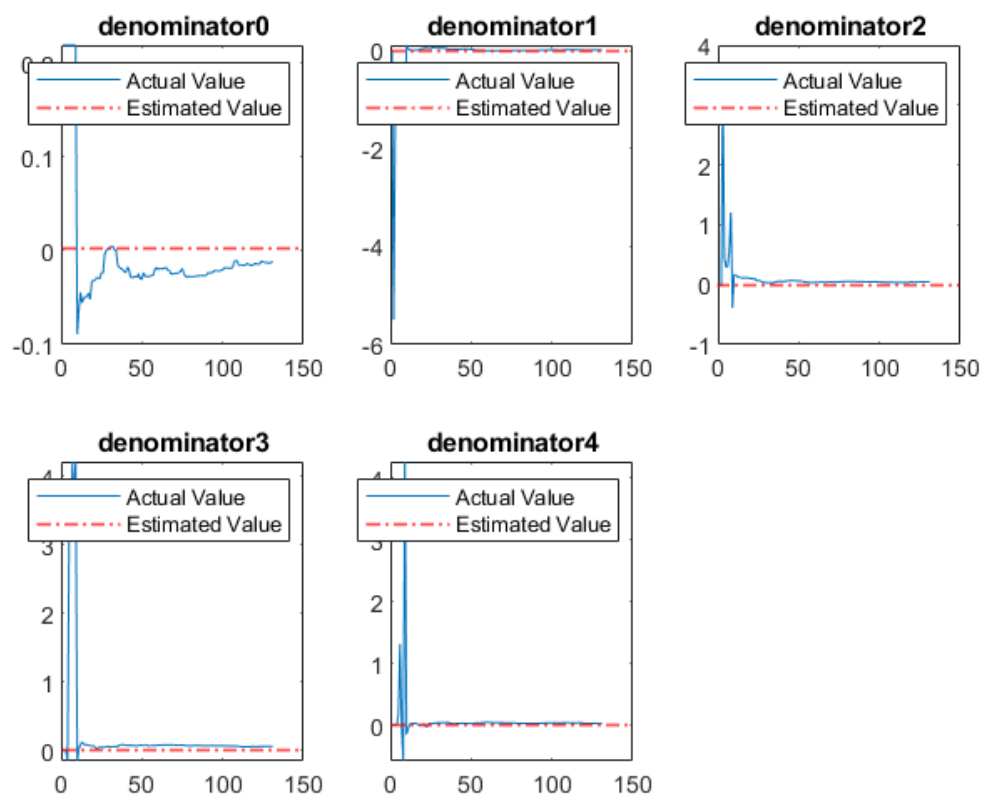 denominator0
denominator1
denominator2
Actual Value
Estimated Value
Actual Value
Estimated Value
Actual Value
Estimated Value
0.1
0
-0.1
0
-2
-4
-6
4
2
1
0
-1
0 50 100 150
0 50 100 150
0 50 100 150
denominator3
denominator4
Actual Value
Estimated Value
Actual Value
Estimated Value
3
2
1
0
3
2
1
0
0 50 100 150
0 50 100 150